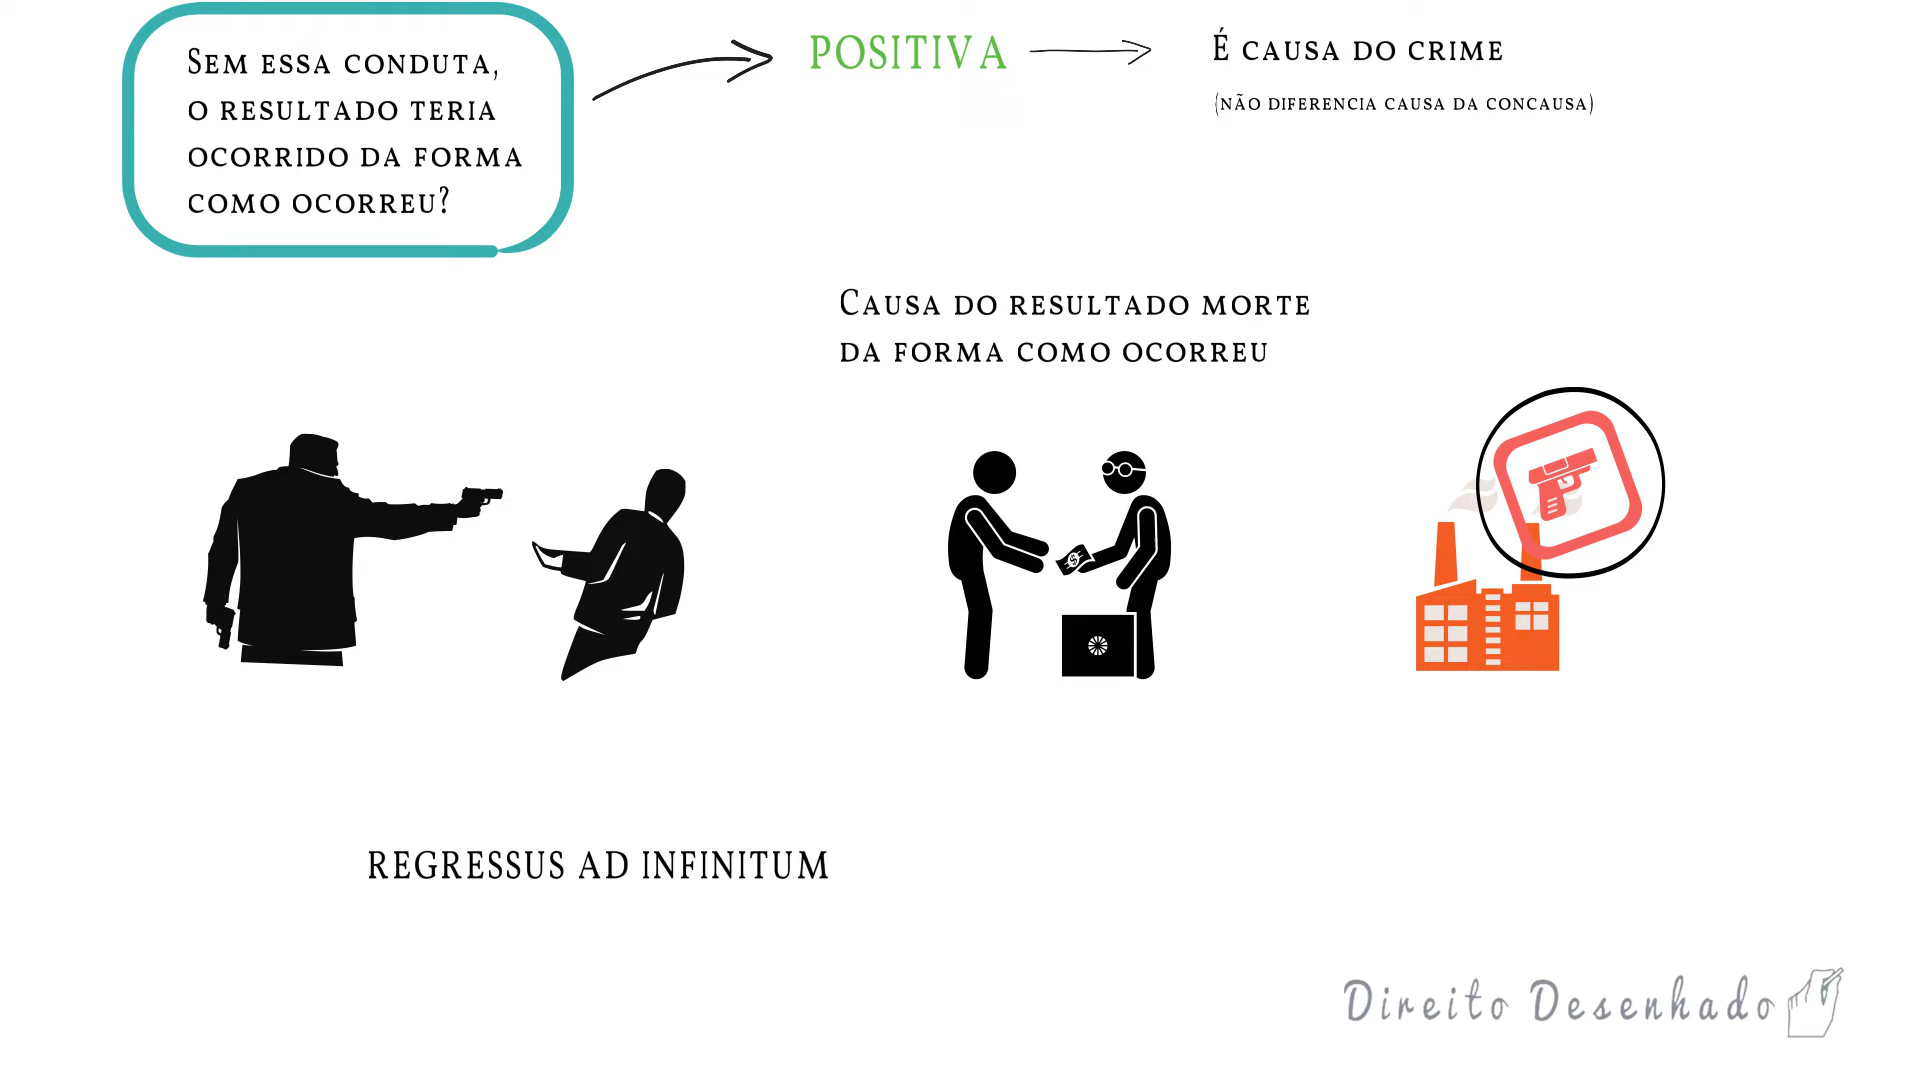 Sem essa conduta,
o resultado teria
ocorrido da forma
como ocorreu?
POSITIVA
É causa do crime
(não diferencia causa da concausa)
Causa do resultado morte
da forma como ocorreu
REGRESSUS AD INFINITUM
Direito Desenhado